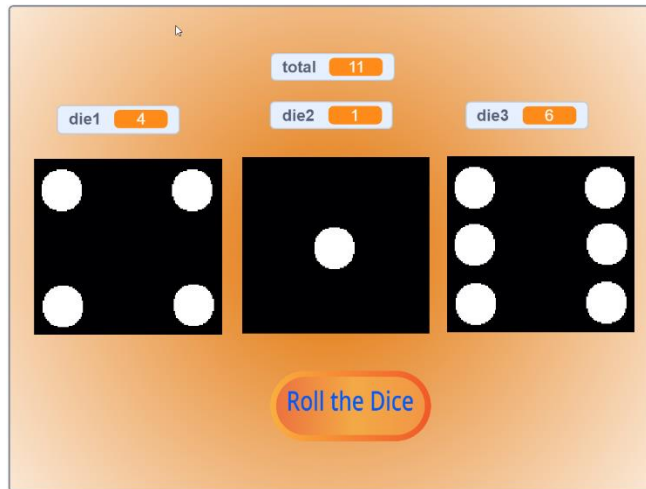 total 11
die1 4
die2 1
die3 6
Roll the Dice